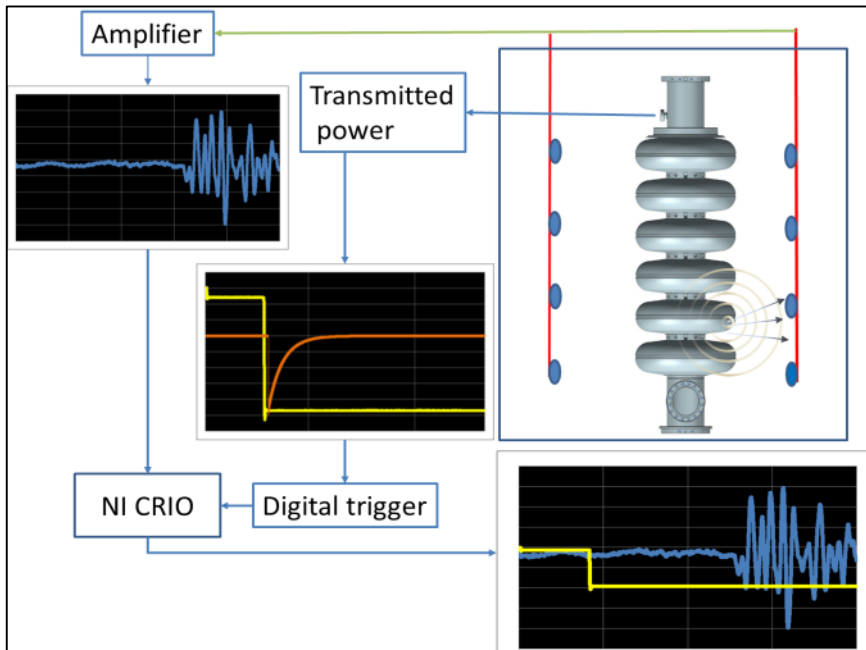 Amplifier
Transmitted
power
NI CRIO
Digital trigger